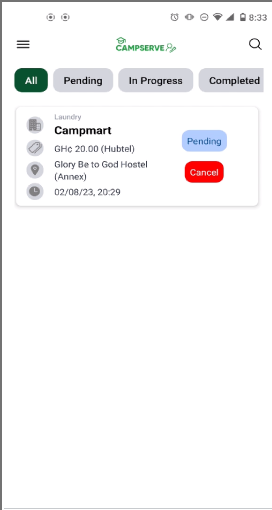 8:33
CAMPSERVE
All
Pending
In Progress
Completed
Laundry
Campmart
Pending
GH¢ 20.00 (Hubtel)
Glory Be to God Hostel
(Annex)
Cancel
02/08/23, 20:29